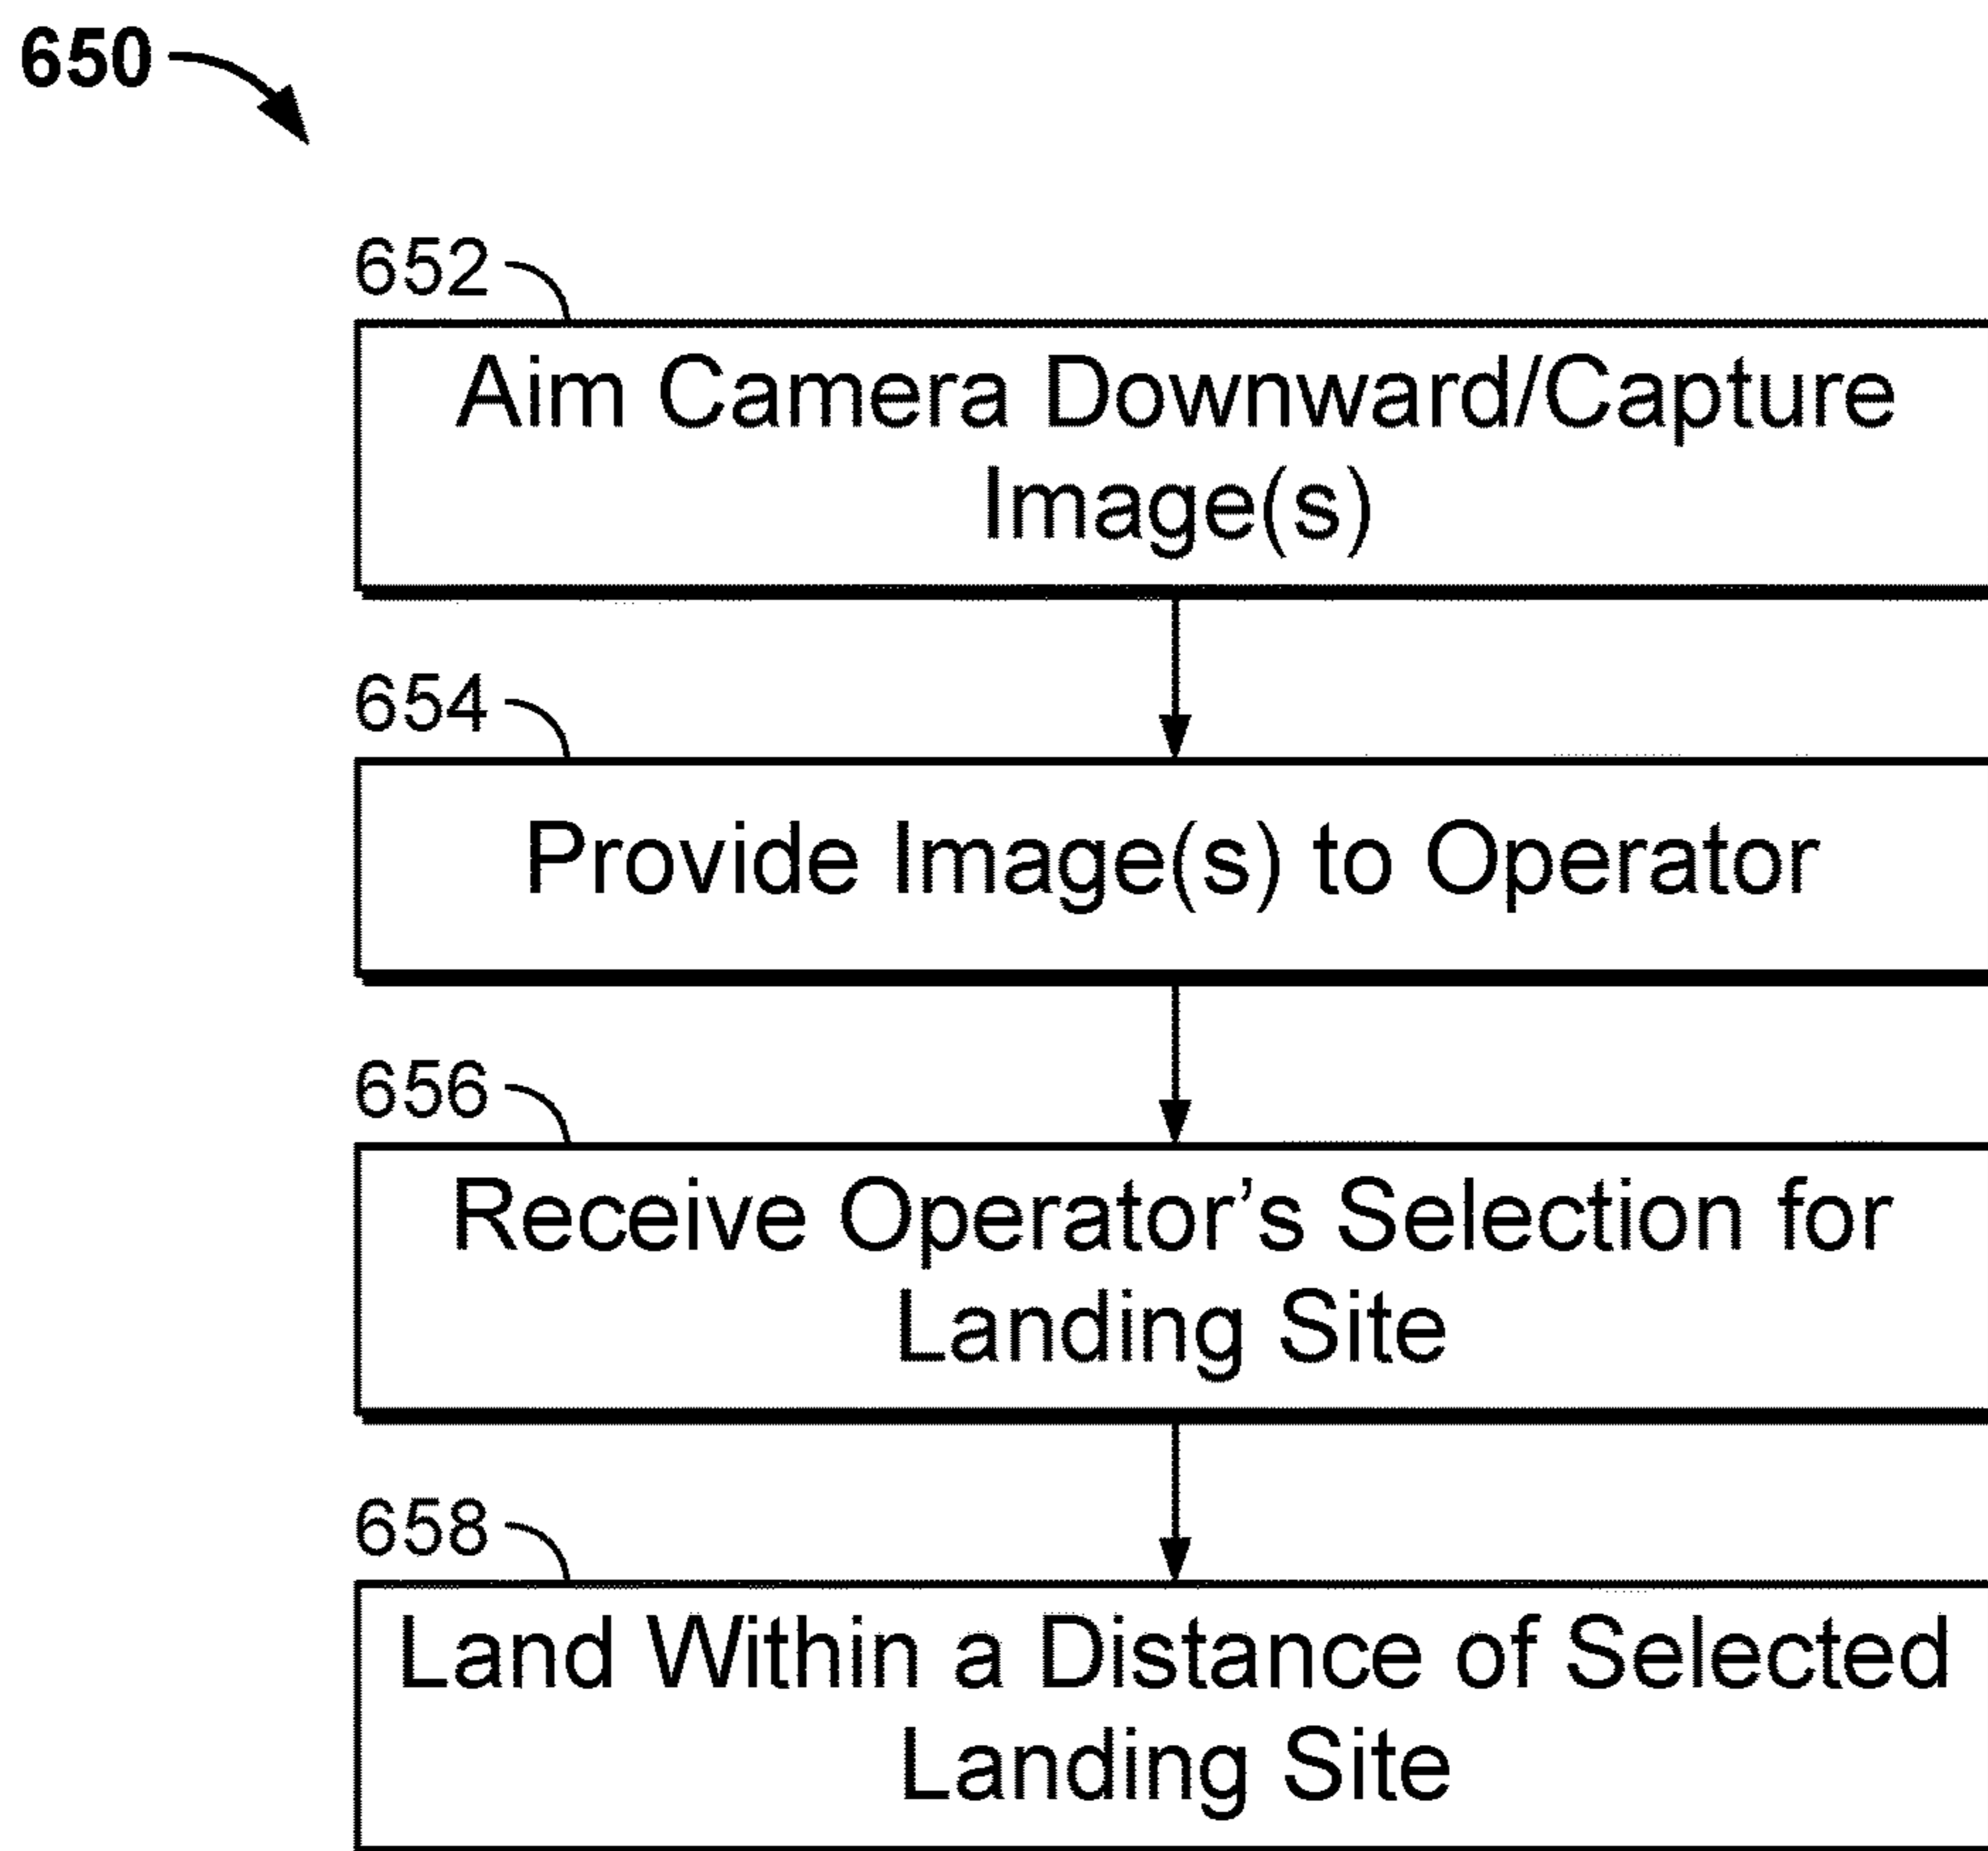 650
652
Aim Camera Downward/Capture
Image(s)
654
Provide Image(s) to Operator
656
Receive Operator’s Selection for
Landing Site
658
Land Within a Distance of Selected
Landing Site